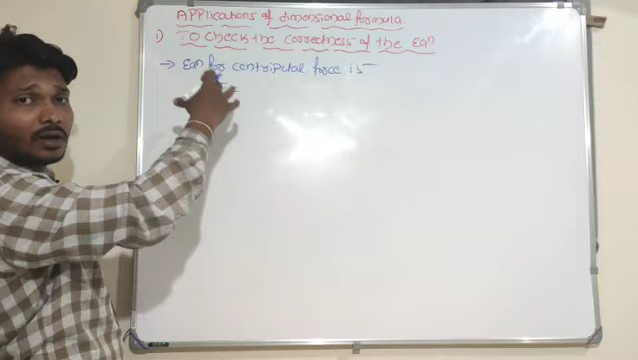 Applications of dimensional formula
1) To check the correctness of the Eqn
→ Eqn for centripetal force is -